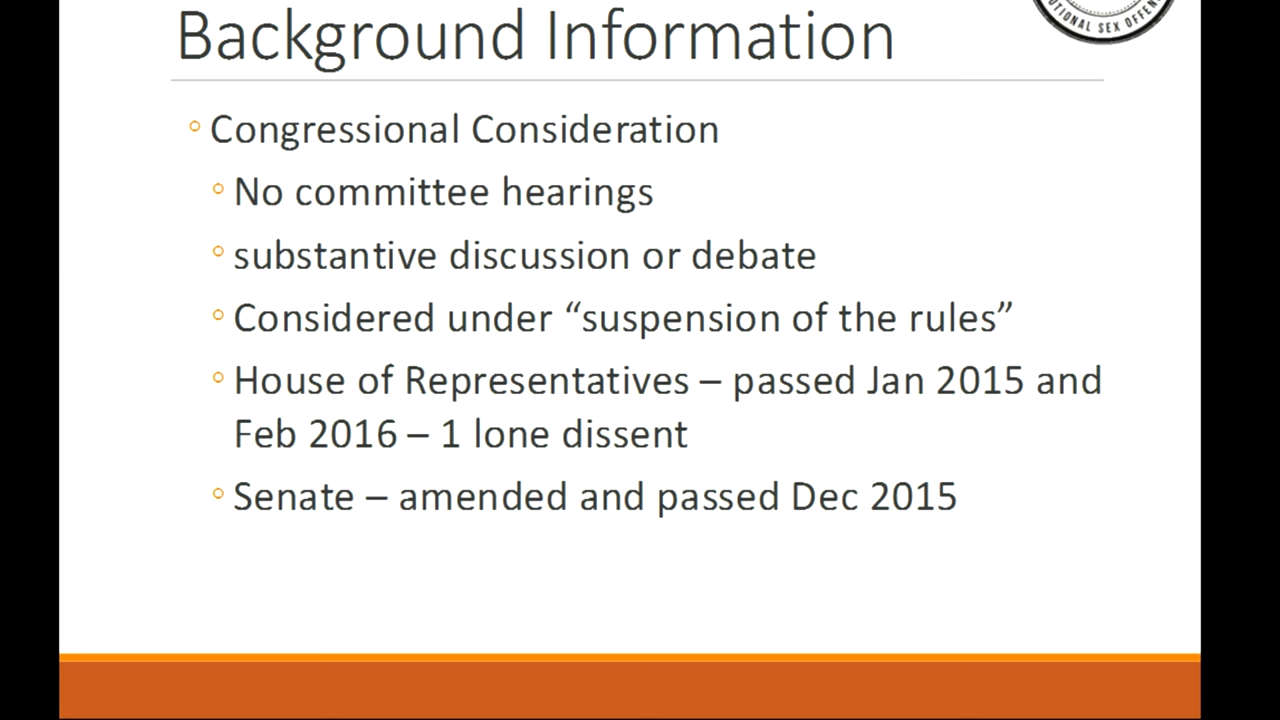 Background Information
SEX
Congressional Consideration
No committee hearings
substantive discussion or debate
Considered under “suspension of the rules”
House of Representatives – passed Jan 2015 and
Feb 2016 – 1 lone dissent
Senate – amended and passed Dec 2015